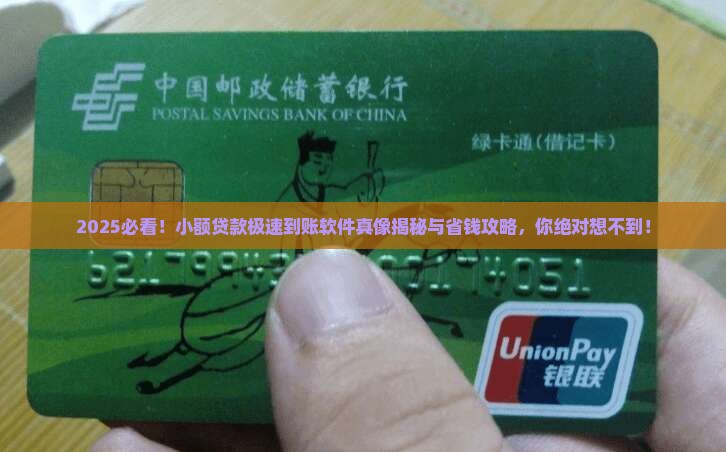 中国邮政储蓄银行
POSTAL SAVINGS BANK OF CHINA
绿卡通(借记卡)
2025必看！小额贷款极速到账软件真像揭秘与省钱攻略，你绝对想不到！
UnionPay
银联